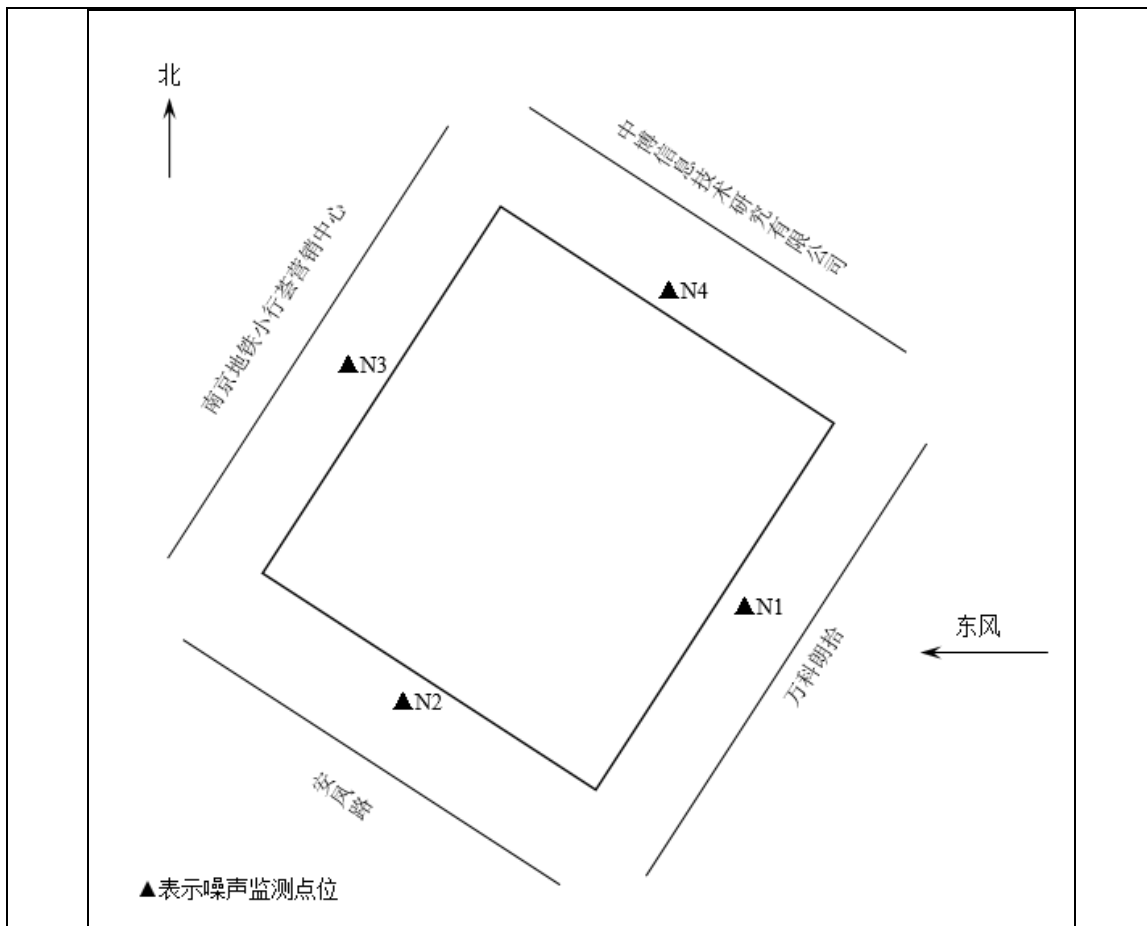 北
中博信息技术研究有限公司
南京地铁小行荟营销中心
▲N4
▲N3
▲N1
东风
万科朗拾
▲N2
安凤路
▲表示噪声监测点位